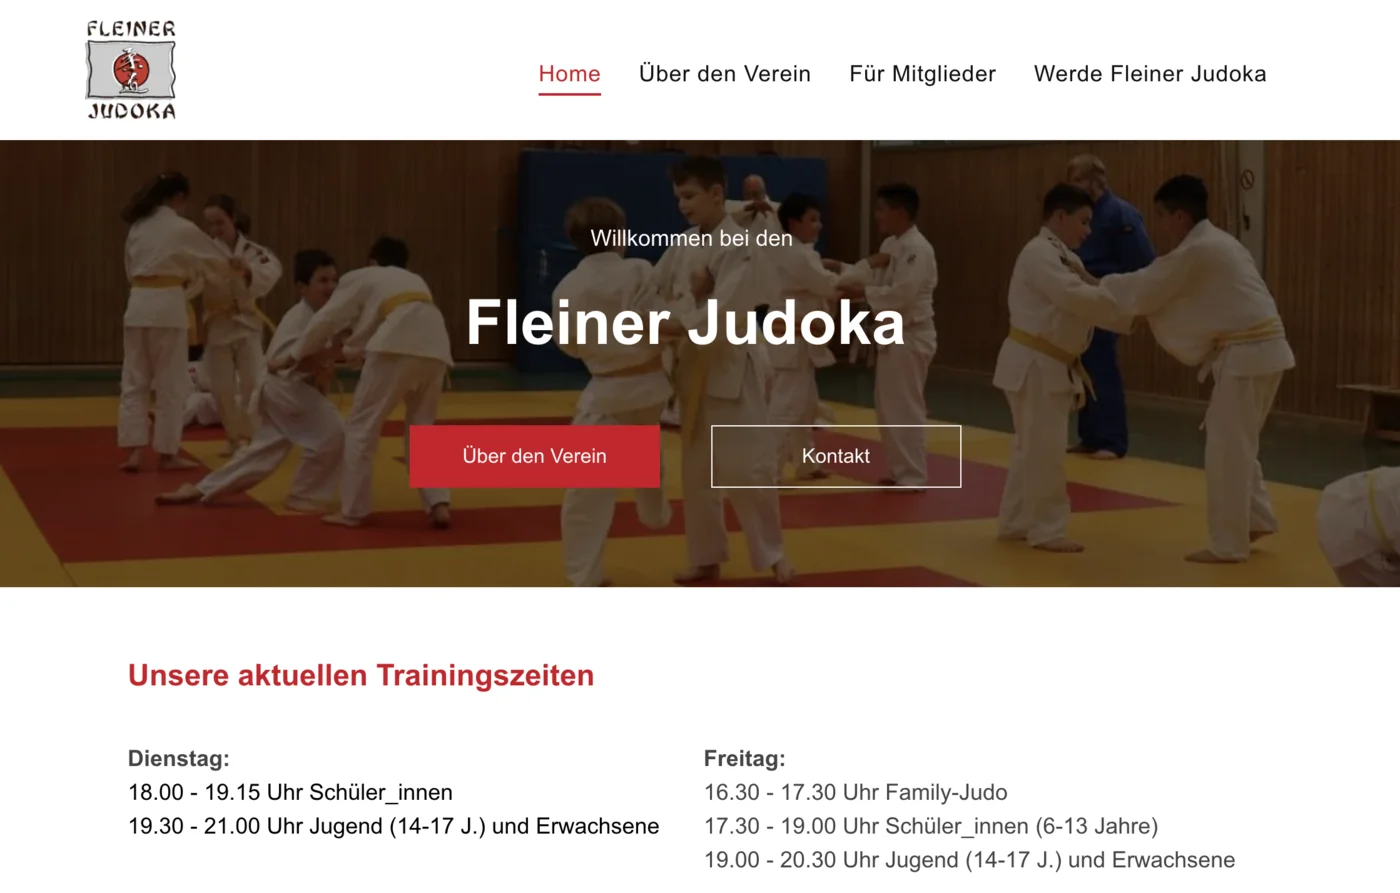 FLEINER
JUDOKA
Home
Über den Verein
Für Mitglieder
Werde Fleiner Judoka
Willkommen bei den
Fleiner Judoka
Über den Verein
Kontakt
Unsere aktuellen Trainingszeiten
Dienstag:
18.00 - 19.15 Uhr Schüler_innen
19.30 - 21.00 Uhr Jugend (14-17 J.) und Erwachsene
Freitag:
16.30 - 17.30 Uhr Family-Judo
17.30 - 19.00 Uhr Schüler_innen (6-13 Jahre)
19.00 - 20.30 Uhr Jugend (14-17 J.) und Erwachsene